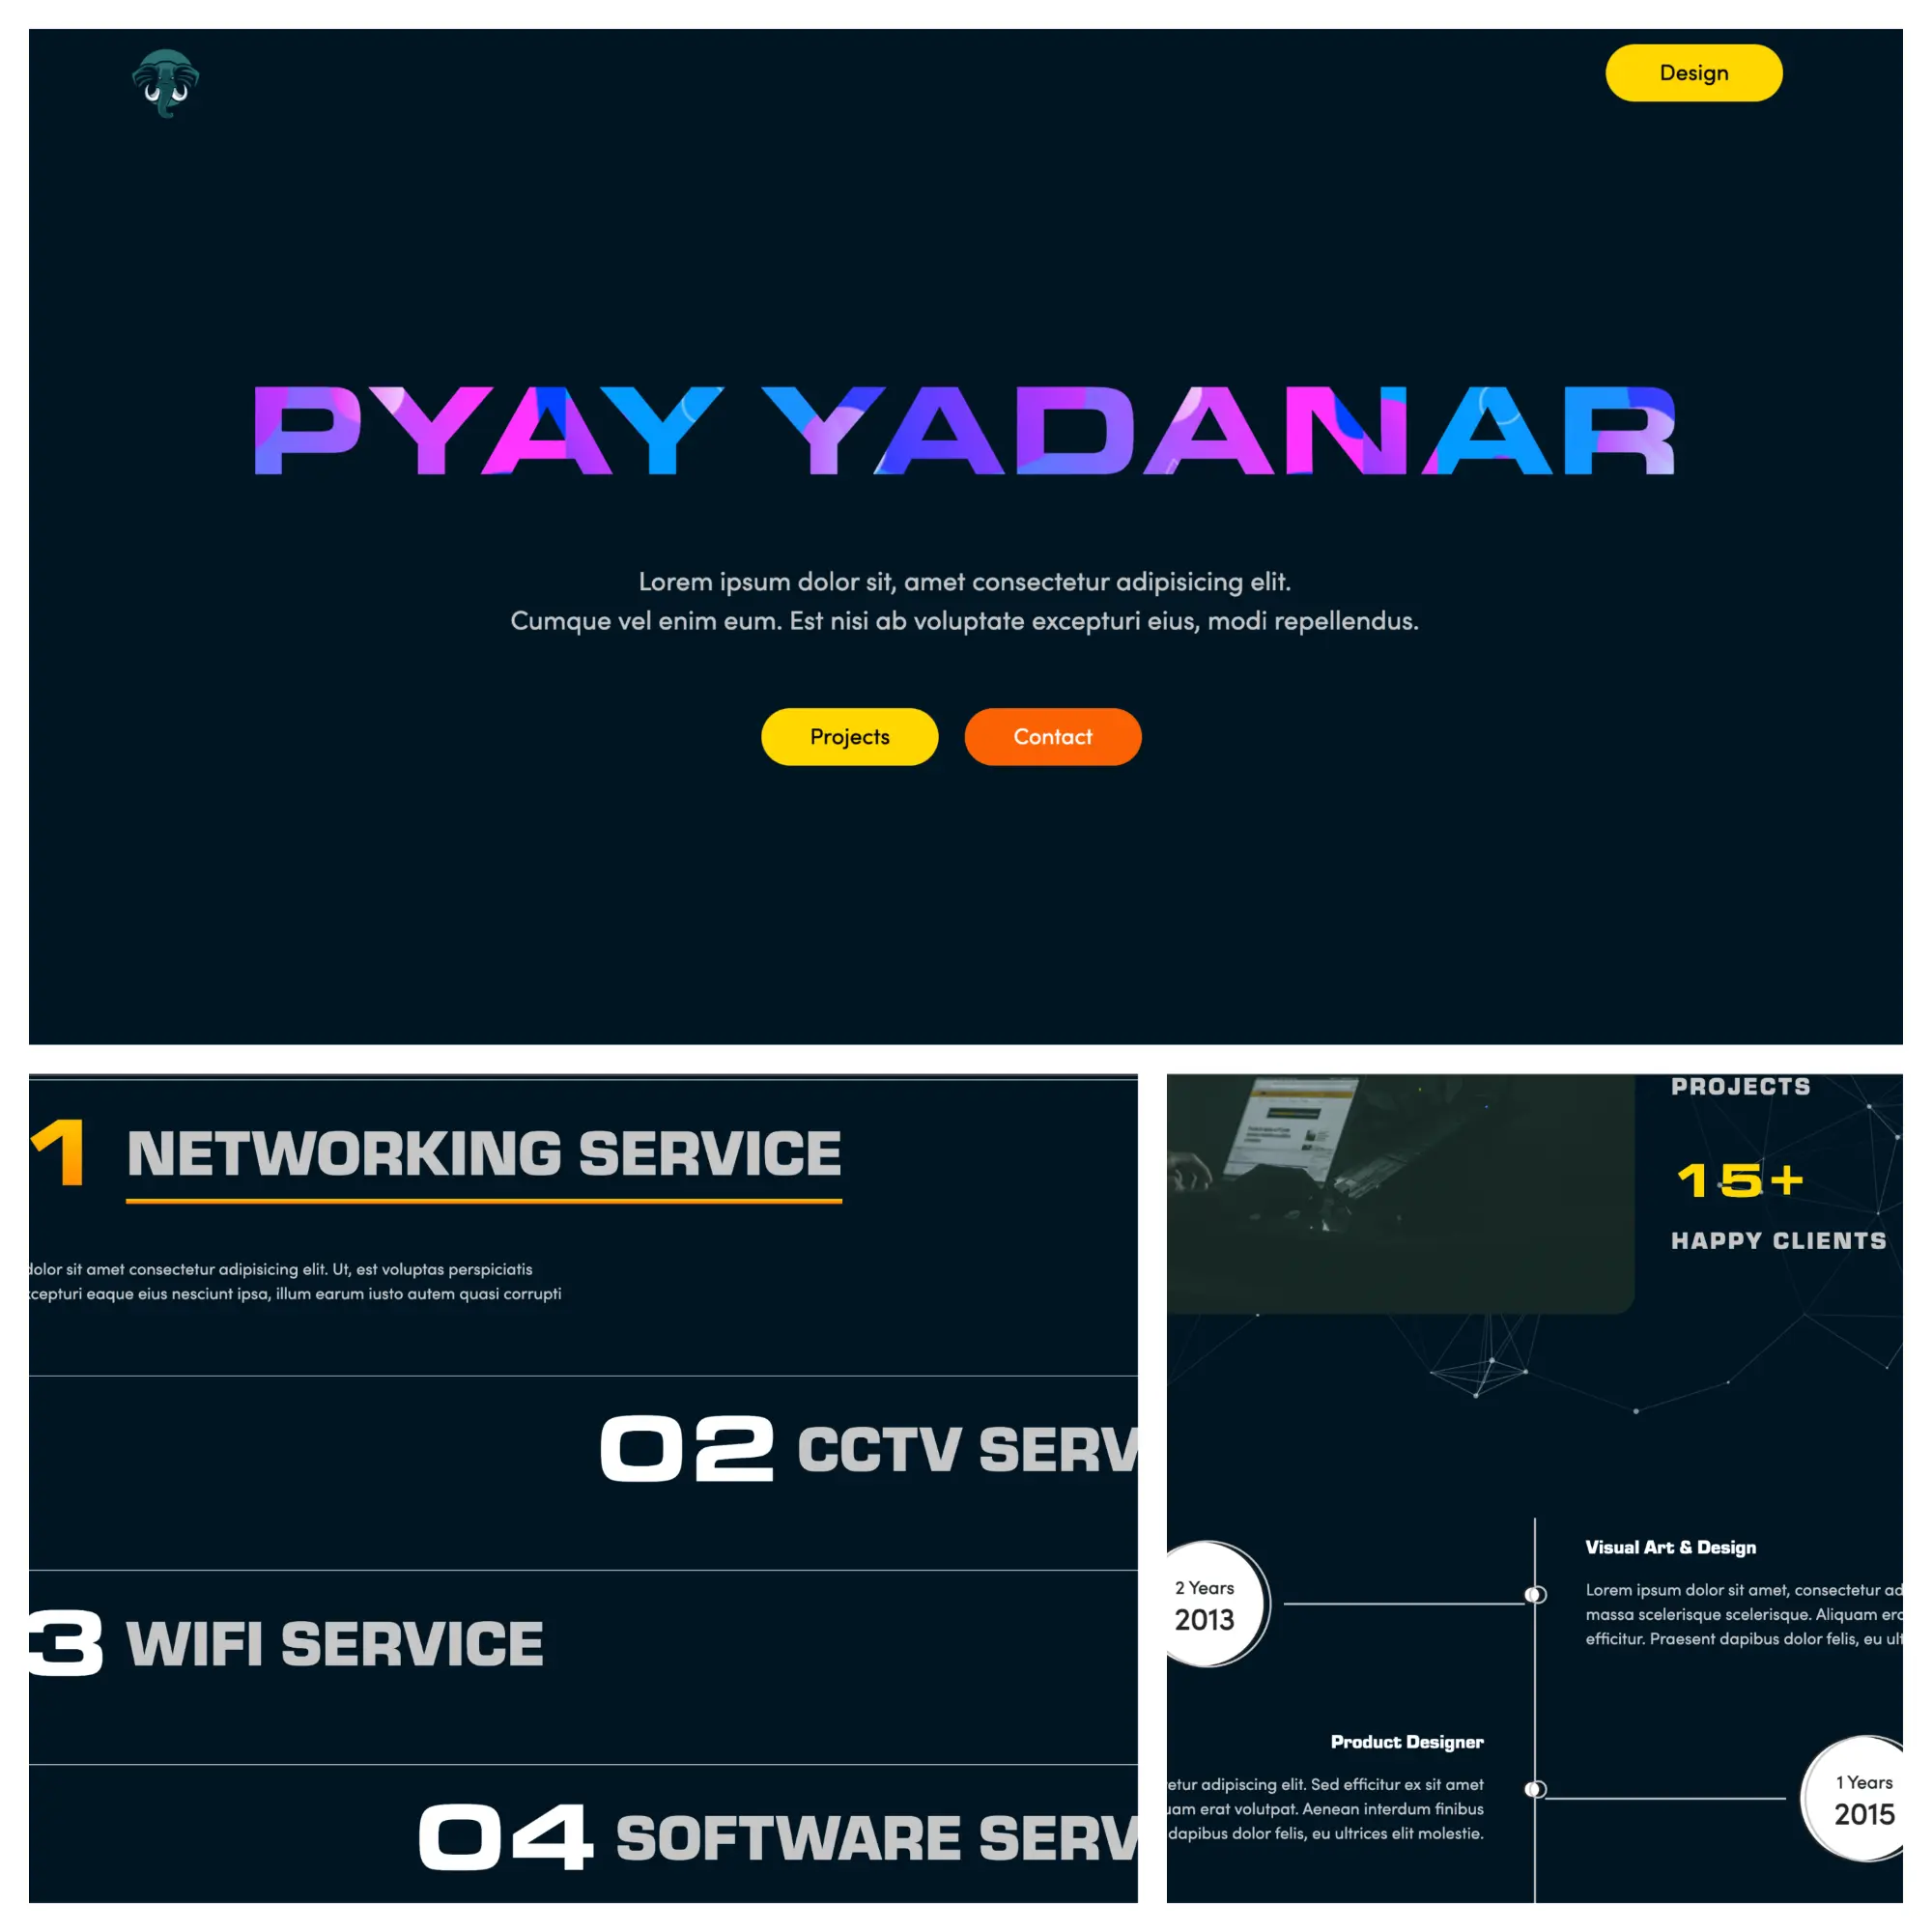 Design
PYAY YADANAR
Lorem ipsum dolor sit, amet consectetur adipisicing elit.
Cumque vel enim eum. Est nisi ab voluptate excepturi eius, modi repellendus.
Projects
Contact
1 NETWORKING SERVICE
dolor sit amet consectetur adipisicing elit. Ut, est voluptas perspiciatis
cepturi eaque eius nesciunt ipsa, illum earum iusto autem quasi corrupti
02 CCTV SERV
3 WIFI SERVICE
04 SOFTWARE SERV
PROJECTS
15+
HAPPY CLIENTS
2 Years
2013
Visual Art & Design
Lorem ipsum dolor sit amet, consectetur ad
massa scelerisque scelerisque. Aliquam erc
efficitur. Praesent dapibus dolor felis, eu ult
Product Designer
etur adipiscing elit. Sed efficitur ex sit amet
uam erat volutpat. Aenean interdum finibus
dapibus dolor felis, eu ultrices elit molestie.
1 Years
2015